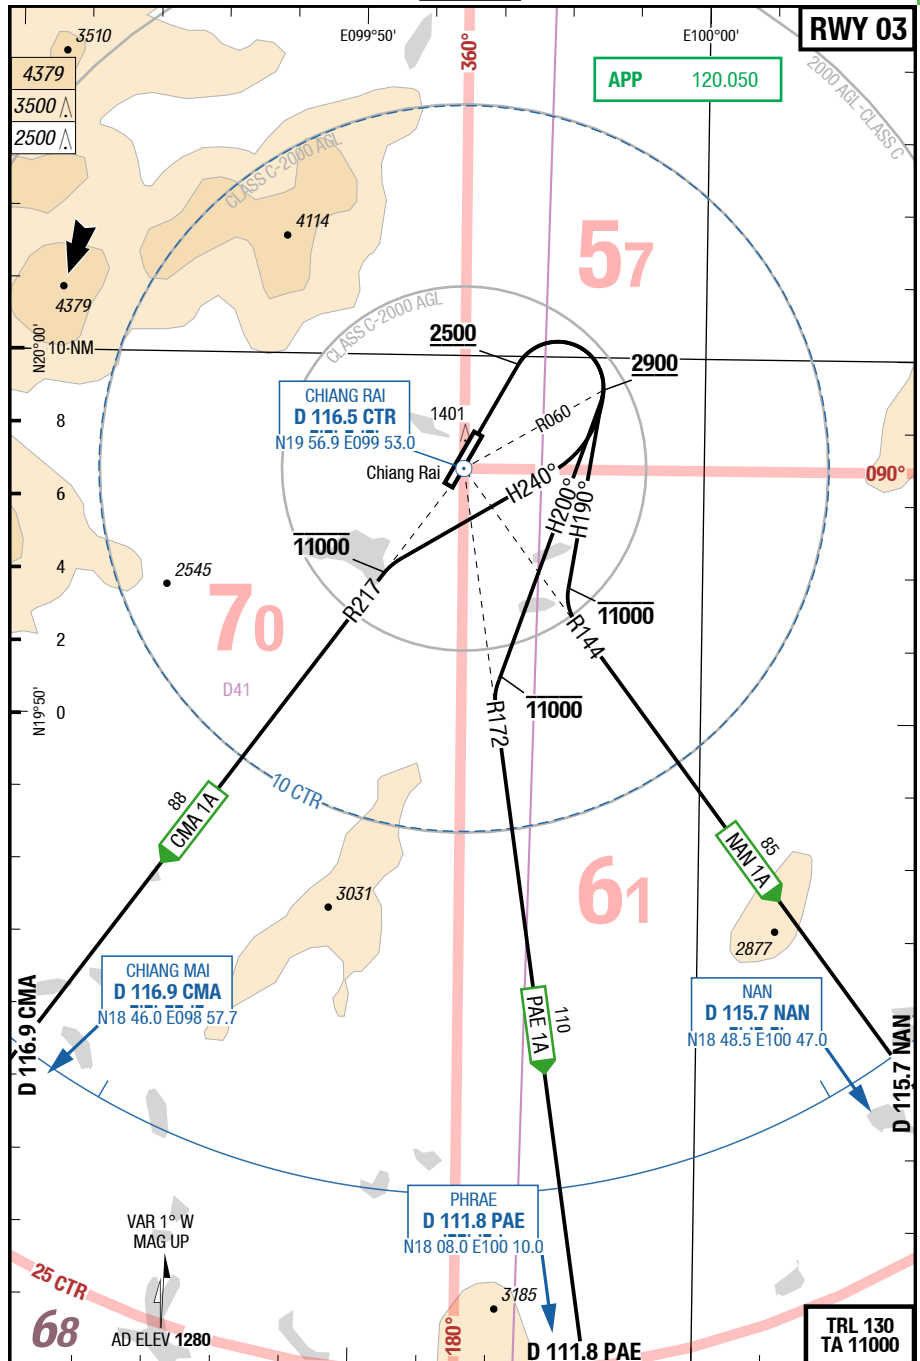 3510
E099°50'
360°
E100°00'
RWY 03
4379
3500
2500
APP 120.050
2000 AGL-CLASS C
CLASS C-2000 AGL
4114
57
4379
CLASS C-2000 AGL
N20°00'
10 NM
2500
2900
CHIANG RAI
D 116.5 CTR
N19 56.9 E099 53.0
1401
R060
8
Chiang Rai
090°
H240°
6
H200°
H190°
11000
4
2545
R217
70
11000
R144
2
D41
11000
N19°50'
0
R172
10 CTR
88
CMA 1A
NAN 1A
85
3031
61
2877
CHIANG MAI
D 116.9 CMA
N18 46.0 E098 57.7
D 116.9 CMA
PAE 1A
110
NAN
D 115.7 NAN
N18 48.5 E100 47.0
D 115.7 NAN
PHRAE
D 111.8 PAE
N18 08.0 E100 10.0
VAR 1° W
MAG UP
25 CTR
68
AD ELEV 1280
180°
3185
D 111.8 PAE
TRL 130
TA 11000